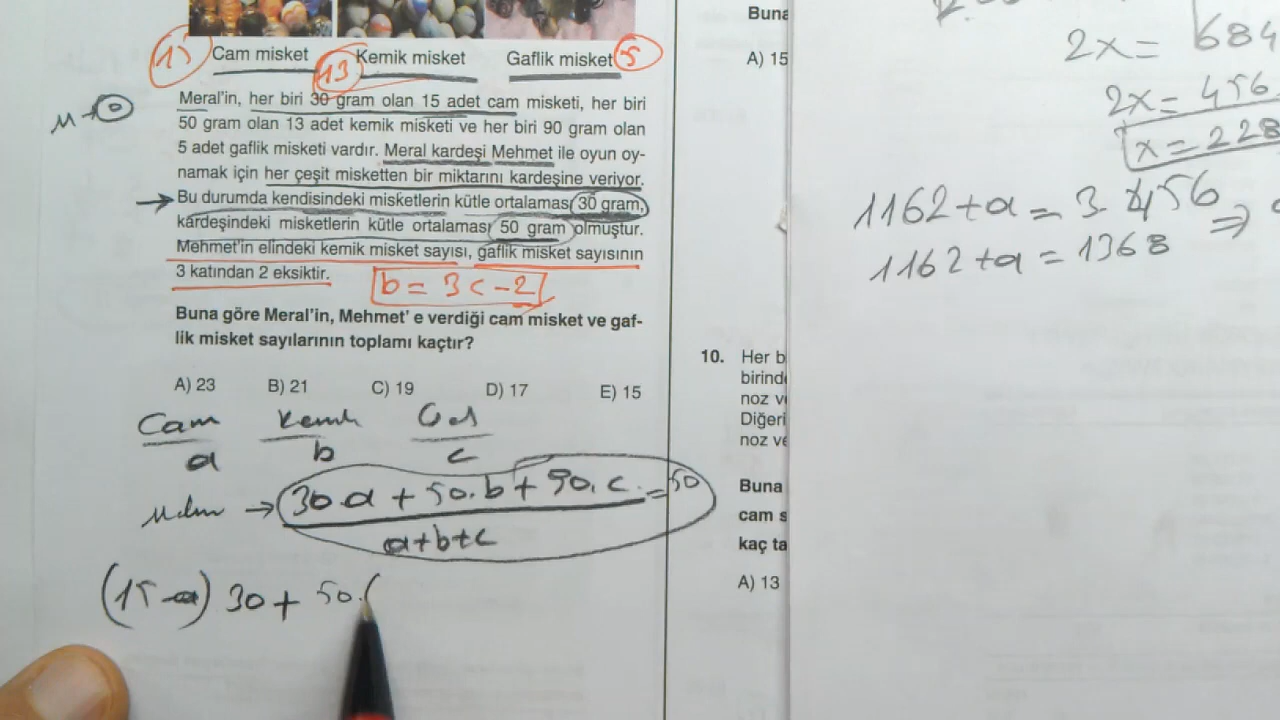 15 Cam misket 13 Kemik misket Gaflik misket 5
Meral'in, her biri 30 gram olan 15 adet cam misketi, her biri
50 gram olan 13 adet kemik misketi ve her biri 90 gram olan
5 adet gaflik misketi vardır. Meral kardeşi Mehmet ile oyun oy-
namak için her çeşit misketten bir miktarını kardeşine veriyor.
Bu durumda kendisindeki misketlerin kütle ortalaması 30 gram,
kardeşindeki misketlerin kütle ortalaması 50 gram olmuştur.
Mehmet'in elindeki kemik misket sayısı, gaflik misket sayısının
3 katından 2 eksiktir.
b = 3c - 2
Buna göre Meral'in, Mehmet' e verdiği cam misket ve gaf-
lik misket sayılarının toplamı kaçtır?
A) 23 B) 21 C) 19 D) 17 E) 15
Cam
a b c
30.a + 50.b + 90.c = 50
a+b+c
(15-a) 30 + 50.(
Buna
A) 15
10. Her b
birind
noz v
Diğeri
noz ve
Buna
cam s
kaç ta
A) 13
2x = 684
2x = 456
x = 228
1162 + a = 3. 456 ⇒
1162 + a = 1368